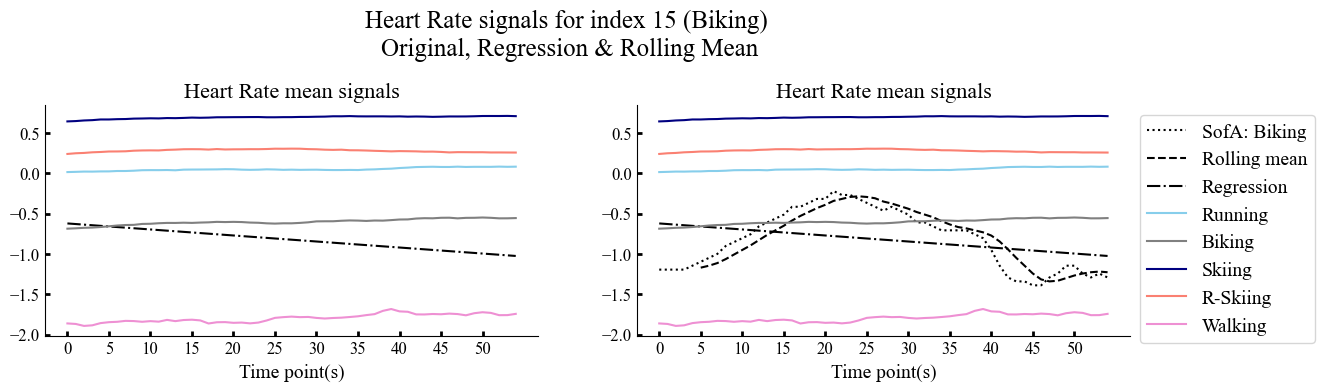 Heart Rate signals for index 15 (Biking)
Original, Regression & Rolling Mean
Heart Rate mean signals
0.5
0.0
−0.5
−1.0
−1.5
−2.0
0 5 10 15 20 25 30 35 40 45 50
Time point(s)
Heart Rate mean signals
0.5
0.0
−0.5
−1.0
−1.5
−2.0
0 5 10 15 20 25 30 35 40 45 50
Time point(s)
SofA: Biking
Rolling mean
Regression
Running
Biking
Skiing
R-Skiing
Walking